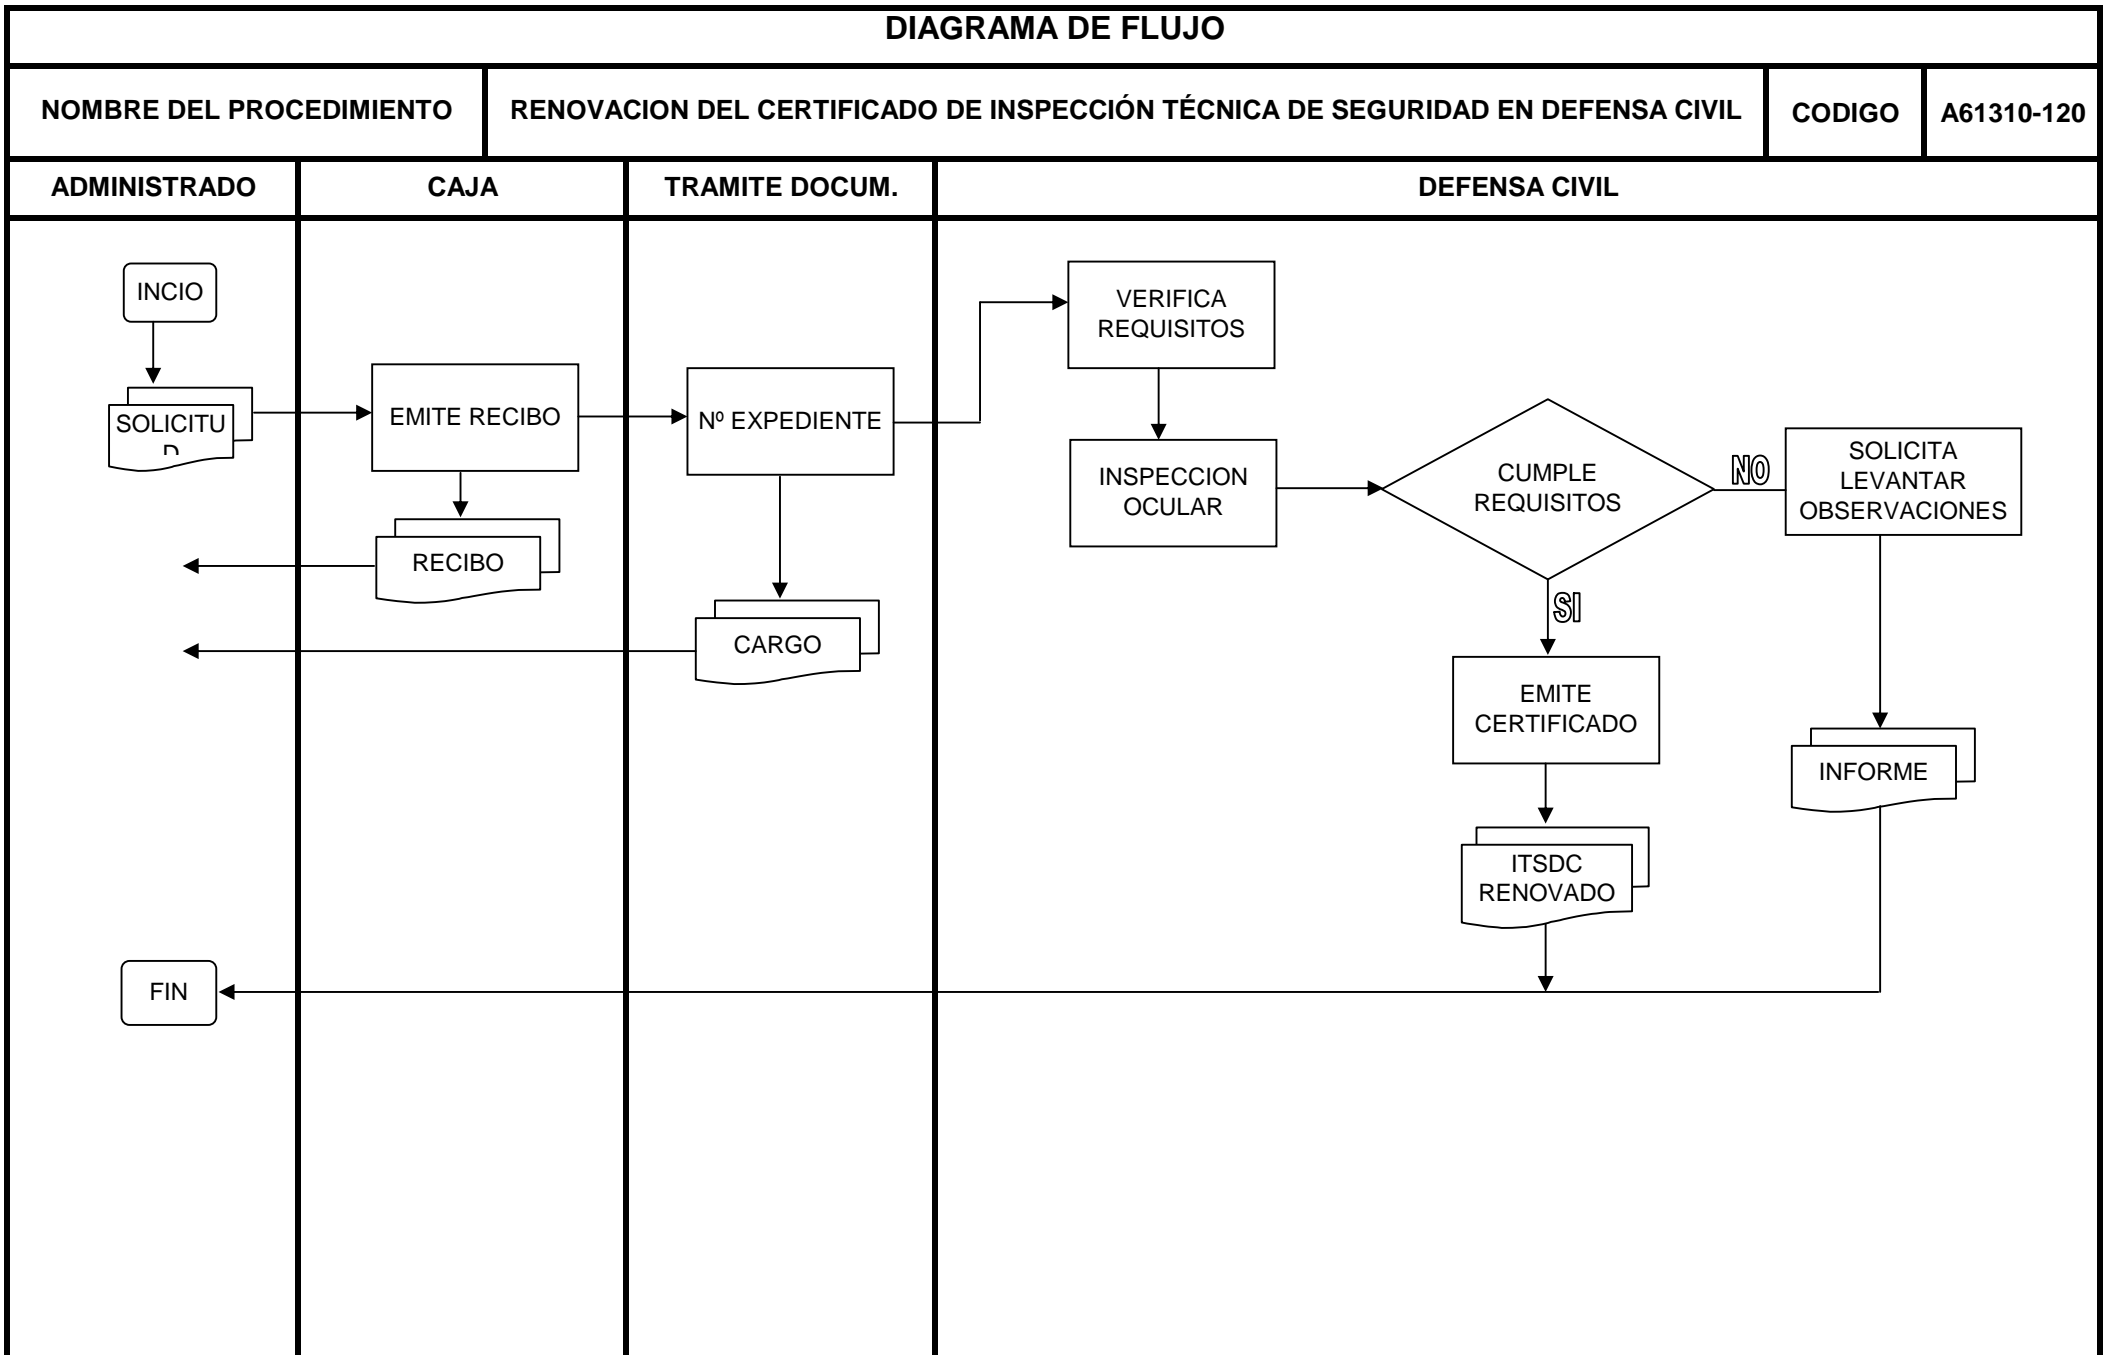 DIAGRAMA DE FLUJO
NOMBRE DEL PROCEDIMIENTO
RENOVACION DEL CERTIFICADO DE INSPECCIÓN TÉCNICA DE SEGURIDAD EN DEFENSA CIVIL
CODIGO
A61310-120
ADMINISTRADO
CAJA
TRAMITE DOCUM.
DEFENSA CIVIL
INCIO
SOLICITU
D
EMITE RECIBO
RECIBO
Nº EXPEDIENTE
CARGO
VERIFICA
REQUISITOS
INSPECCION
OCULAR
CUMPLE
REQUISITOS
NO
SOLICITA
LEVANTAR
OBSERVACIONES
SI
EMITE
CERTIFICADO
INFORME
ITSDC
RENOVADO
FIN